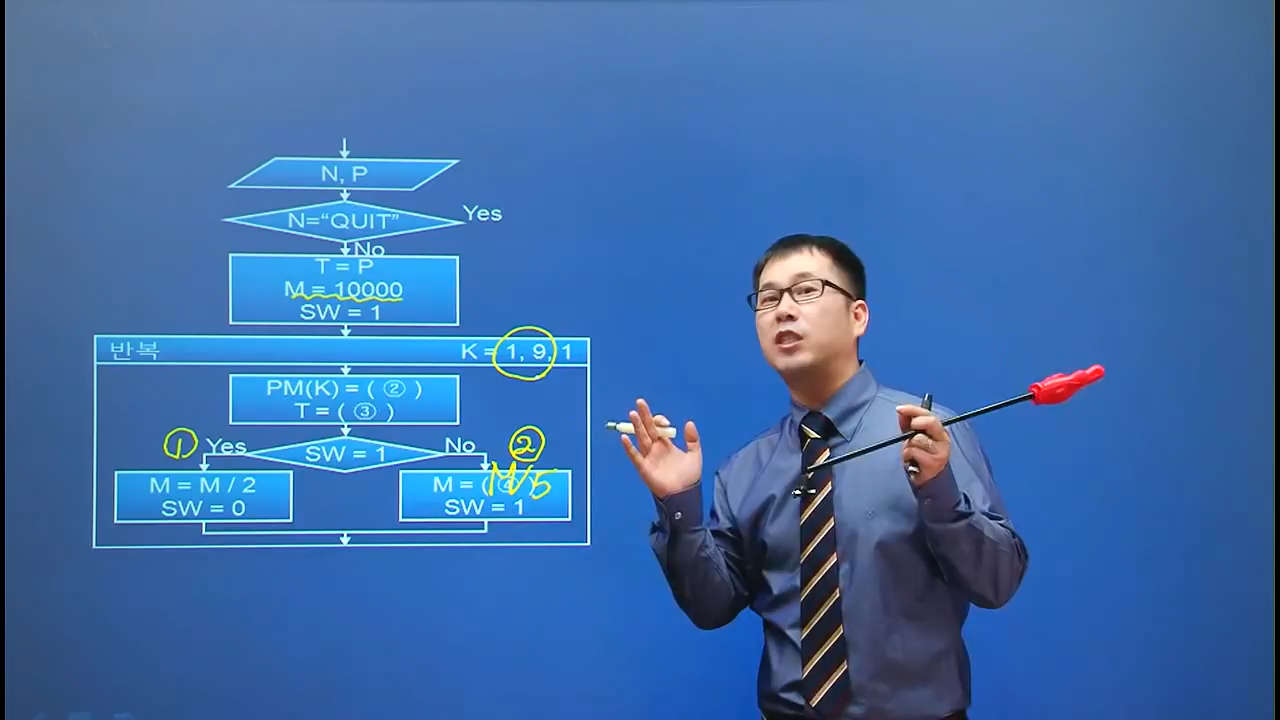 N, P
N=“QUIT”
Yes
No
T = P
M = 10000
SW = 1
반복 K = 1, 9, 1
PM(K) = ( ② )
T = ( ③ )
① Yes SW = 1 No ②
M = M / 2
SW = 0
M = ( ④ M/5
SW = 1